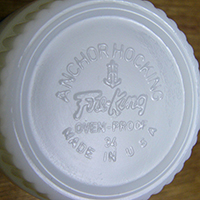 ANCHOR HOCKING
Fire-King
OVEN-PROOF
MADE IN U.S.A